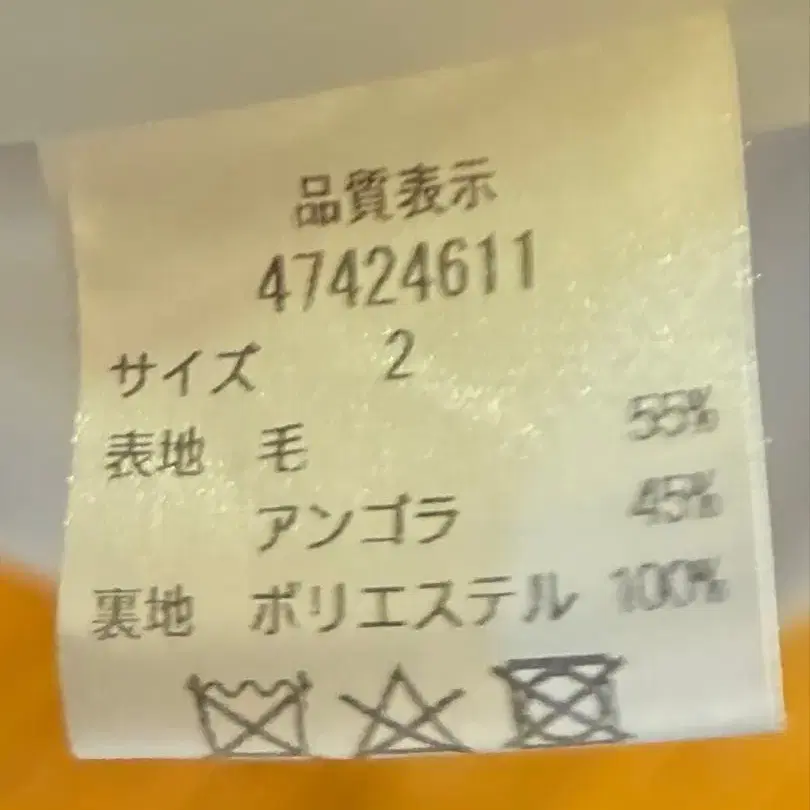 品質表示
47424611
サイズ 2
表地 毛 55%
アンゴラ 45%
裏地 ポリエステル 100%